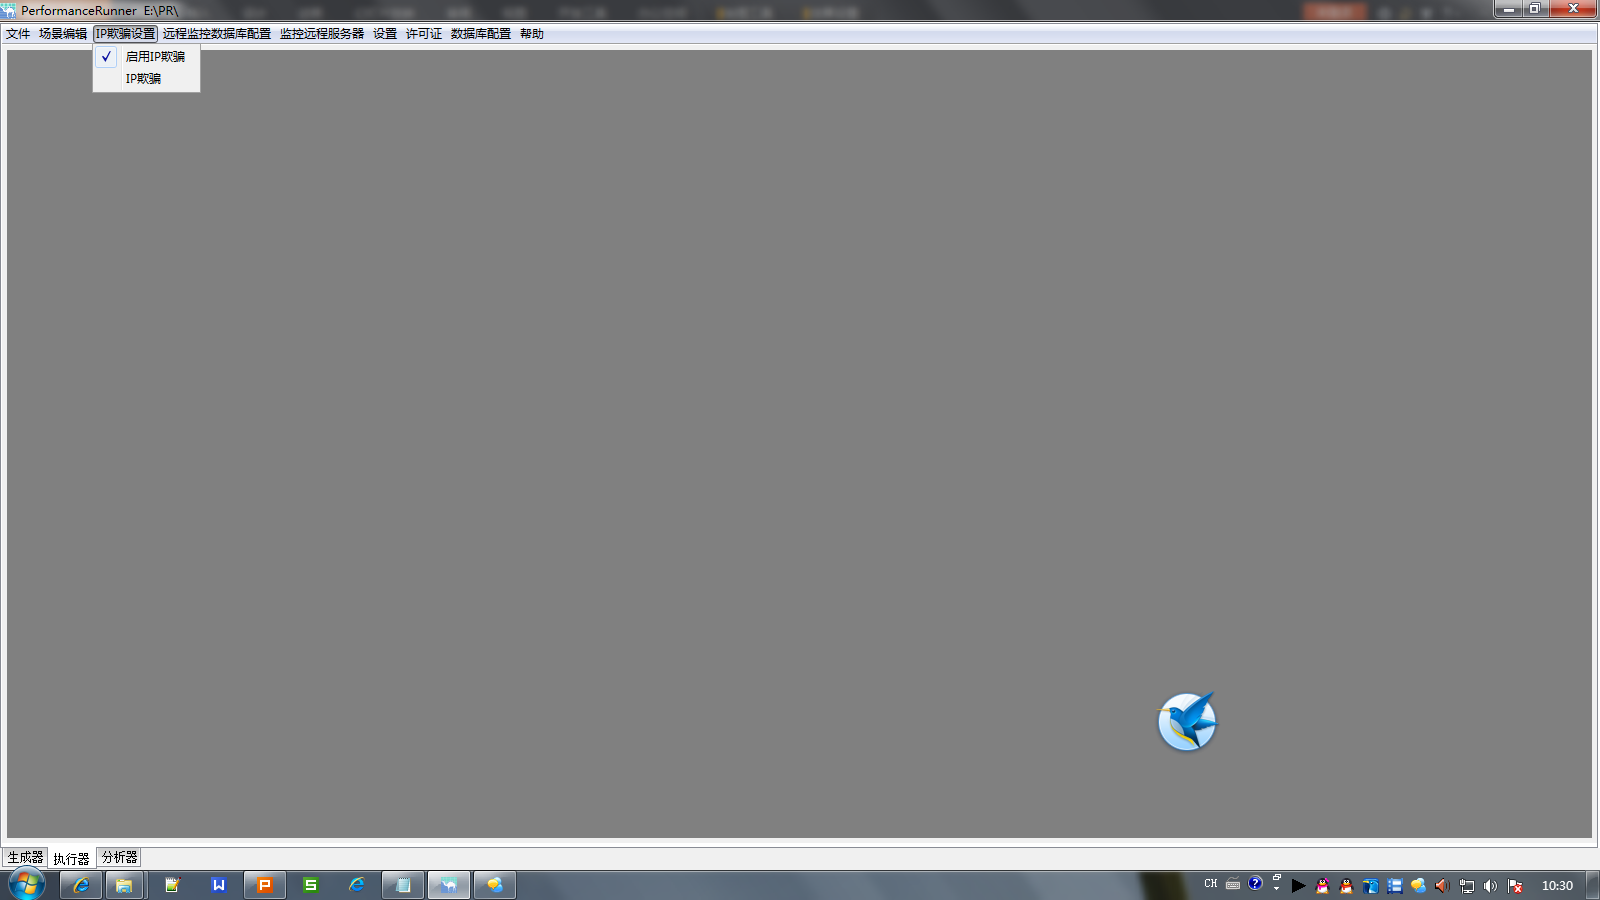 PerformanceRunner E:\PR\
文件 场景编辑 IP欺骗设置 远程监控数据库配置 监控远程服务器 设置 许可证 数据库配置 帮助
启用IP欺骗
IP欺骗
生成器 执行器 分析器
CH 10:30